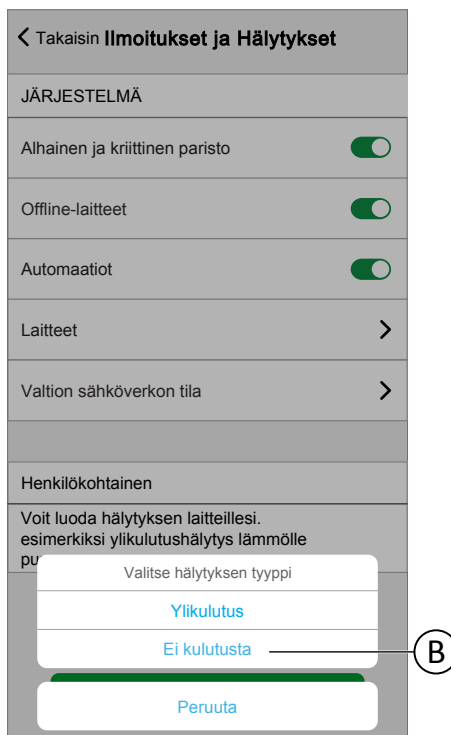 Takaisin Ilmoitukset ja Hälytykset
JÄRJESTELMÄ
Alhainen ja kriittinen paristo
Offline-laitteet
Automaatiot
Laitteet
Valtion sähköverkon tila
Henkilökohtainen
Voit luoda hälytyksen laitteillesi.
esimerkiksi ylikulutushälytys lämmölle
Valitse hälytyksen tyyppi
Ylikulutus
Ei kulutusta
B
Peruuta